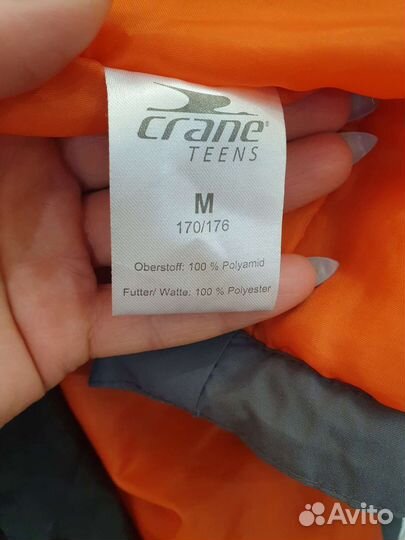 crane®
TEENS
M
170/176
Oberstoff: 100 % Polyamid
Futter/ Watte: 100 % Polyester
Avito